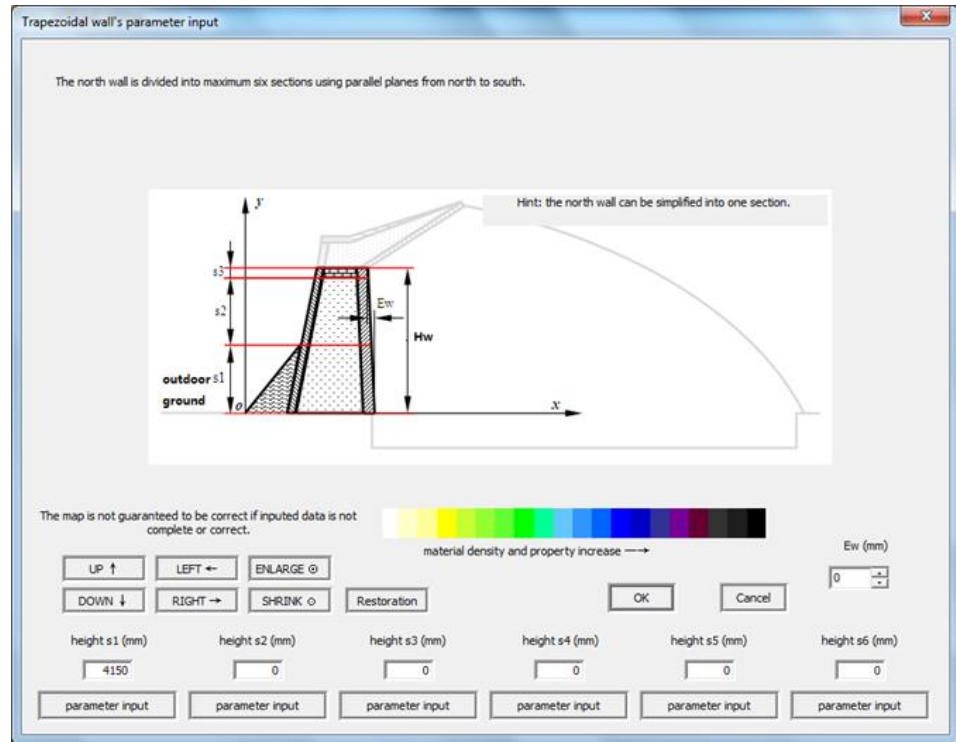 Trapezoidal wall's parameter input
The north wall is divided into maximum six sections using parallel planes from north to south.
Hint: the north wall can be simplified into one section.
y
s3
s2
Ew
Hw
outdoor s1
ground
o
x
The map is not guaranteed to be correct if inputed data is not
complete or correct.
material density and property increase —→
Ew (mm)
UP ↑ LEFT ← ENLARGE ⊙
0
DOWN ↓ RIGHT → SHRINK ○ Restoration OK Cancel
height s1 (mm) height s2 (mm) height s3 (mm) height s4 (mm) height s5 (mm) height s6 (mm)
4150 0 0 0 0 0
parameter input parameter input parameter input parameter input parameter input parameter input